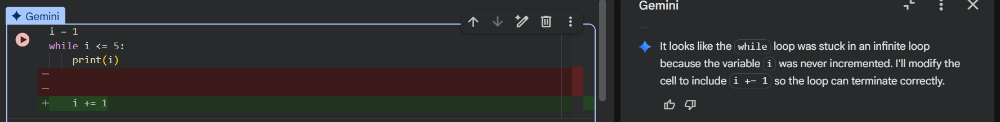 Gemini
i = 1
while i <= 5:
    print(i)
−
−
+    i += 1
Gemini
It looks like the while loop was stuck in an infinite loop
because the variable i was never incremented. I'll modify the
cell to include i += 1 so the loop can terminate correctly.